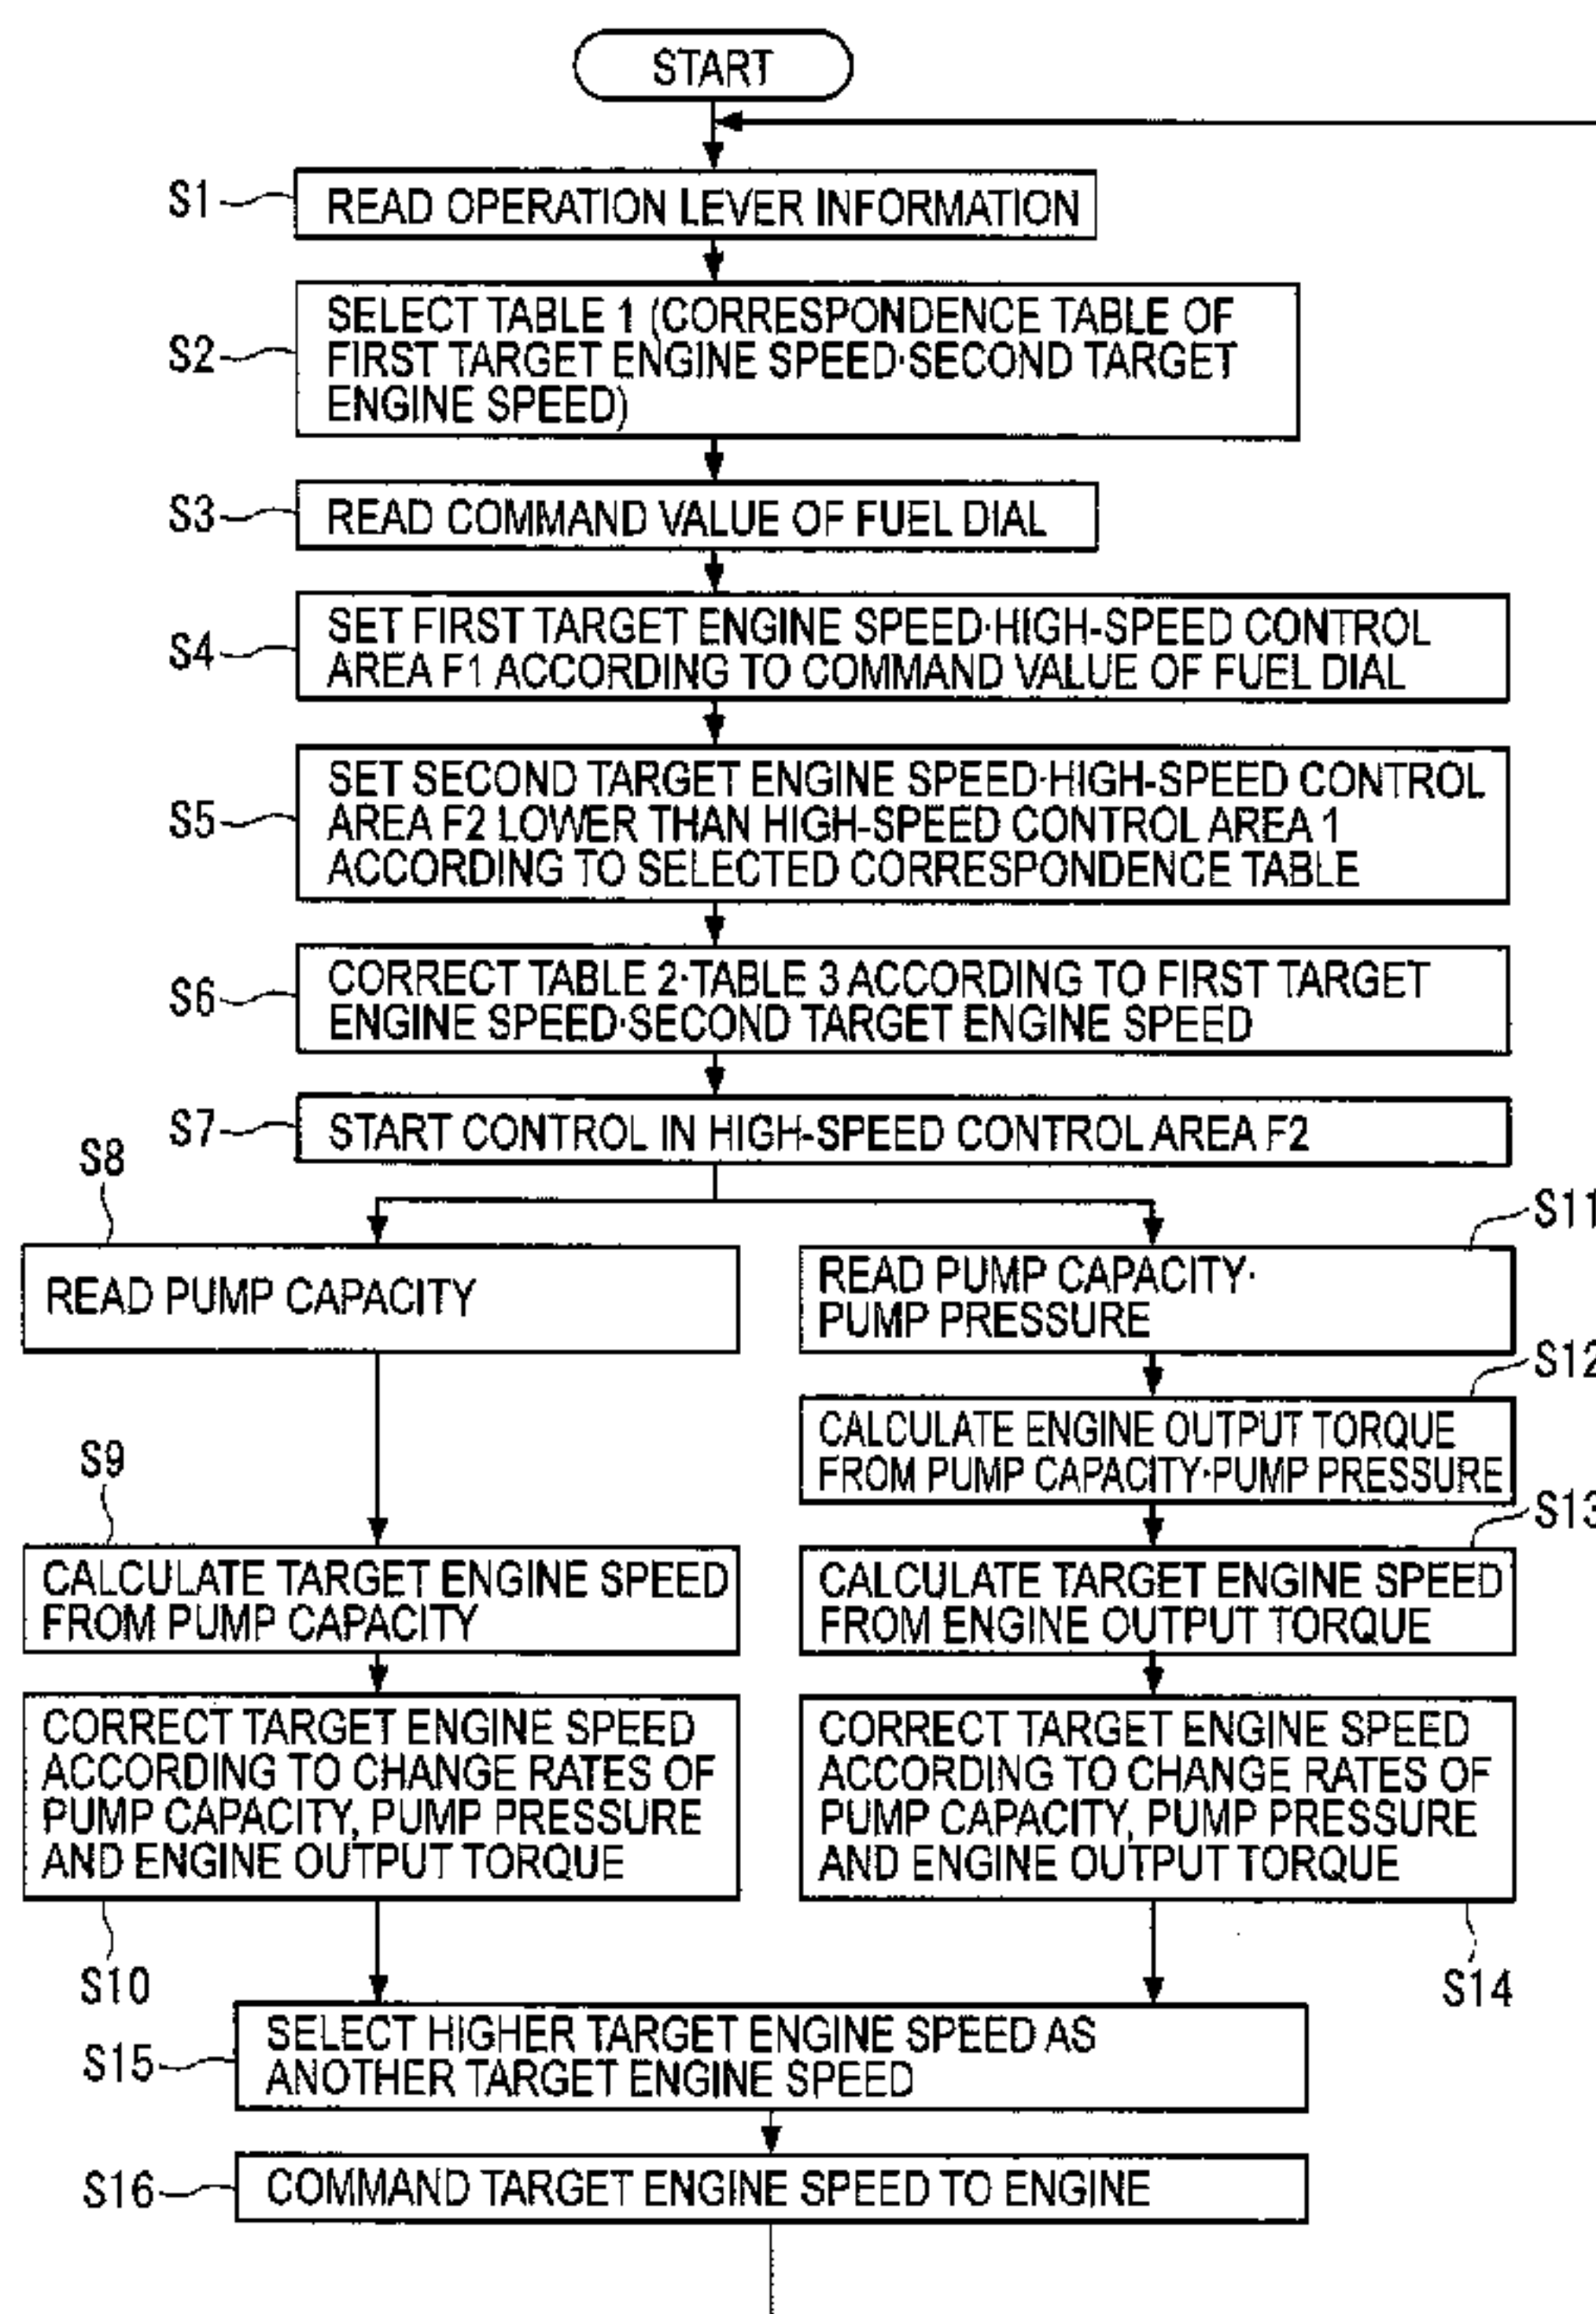 START
S1
READ OPERATION LEVER INFORMATION
S2
SELECT TABLE 1 (CORRESPONDENCE TABLE OF
FIRST TARGET ENGINE SPEED·SECOND TARGET
ENGINE SPEED)
S3
READ COMMAND VALUE OF FUEL DIAL
S4
SET FIRST TARGET ENGINE SPEED·HIGH-SPEED CONTROL
AREA F1 ACCORDING TO COMMAND VALUE OF FUEL DIAL
S5
SET SECOND TARGET ENGINE SPEED·HIGH-SPEED CONTROL
AREA F2 LOWER THAN HIGH-SPEED CONTROL AREA 1
ACCORDING TO SELECTED CORRESPONDENCE TABLE
S6
CORRECT TABLE 2·TABLE 3 ACCORDING TO FIRST TARGET
ENGINE SPEED·SECOND TARGET ENGINE SPEED
S7
START CONTROL IN HIGH-SPEED CONTROL AREA F2
S8
READ PUMP CAPACITY
S9
CALCULATE TARGET ENGINE SPEED
FROM PUMP CAPACITY
CORRECT TARGET ENGINE SPEED
ACCORDING TO CHANGE RATES OF
PUMP CAPACITY, PUMP PRESSURE
AND ENGINE OUTPUT TORQUE
S10
S11
READ PUMP CAPACITY·
PUMP PRESSURE
S12
CALCULATE ENGINE OUTPUT TORQUE
FROM PUMP CAPACITY·PUMP PRESSURE
S13
CALCULATE TARGET ENGINE SPEED
FROM ENGINE OUTPUT TORQUE
CORRECT TARGET ENGINE SPEED
ACCORDING TO CHANGE RATES OF
PUMP CAPACITY, PUMP PRESSURE
AND ENGINE OUTPUT TORQUE
S14
S15
SELECT HIGHER TARGET ENGINE SPEED AS
ANOTHER TARGET ENGINE SPEED
S16
COMMAND TARGET ENGINE SPEED TO ENGINE